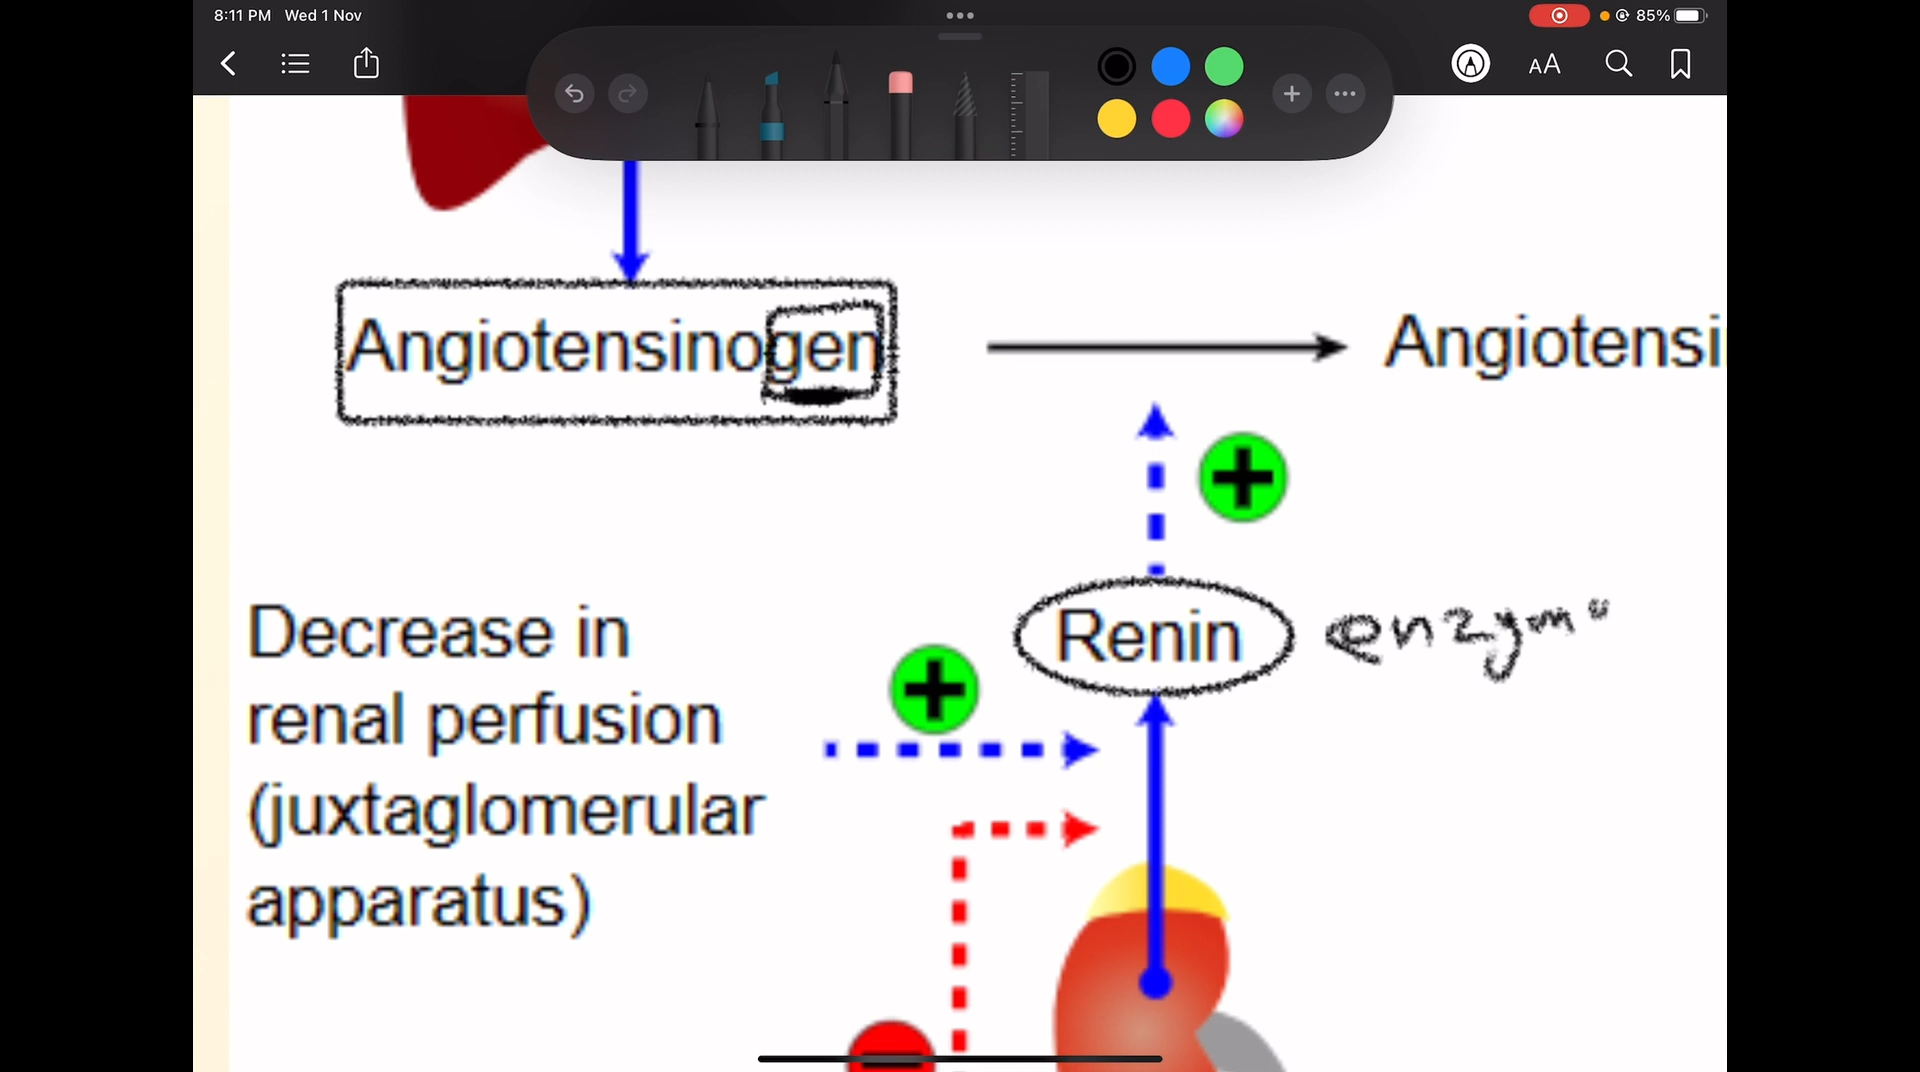 8:11 PM Wed 1 Nov
85%
AA
Angiotensinogen
Angiotensi
Decrease in
renal perfusion
(juxtaglomerular
apparatus)
Renin
enzyme